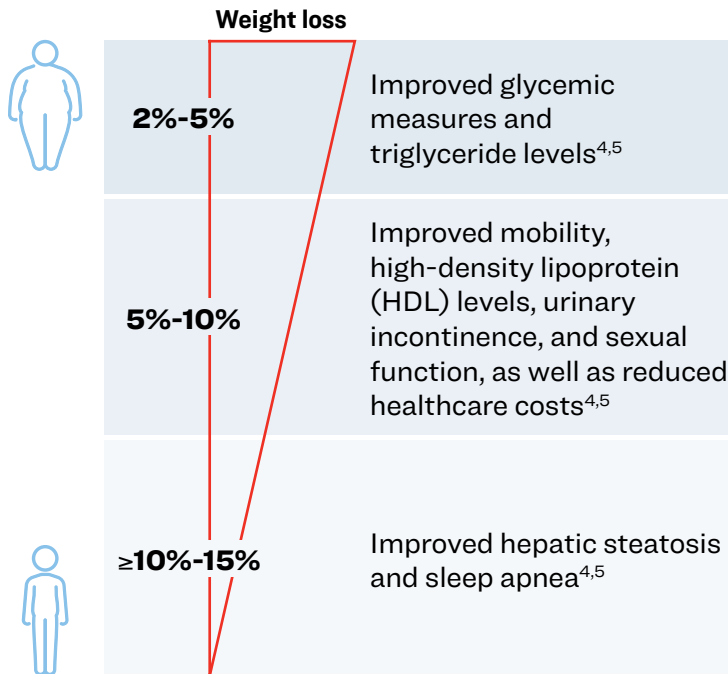 Weight loss
2%-5%
Improved glycemic
measures and
triglyceride levels4,5
5%-10%
Improved mobility,
high-density lipoprotein
(HDL) levels, urinary
incontinence, and sexual
function, as well as reduced
healthcare costs4,5
≥10%-15%
Improved hepatic steatosis
and sleep apnea4,5